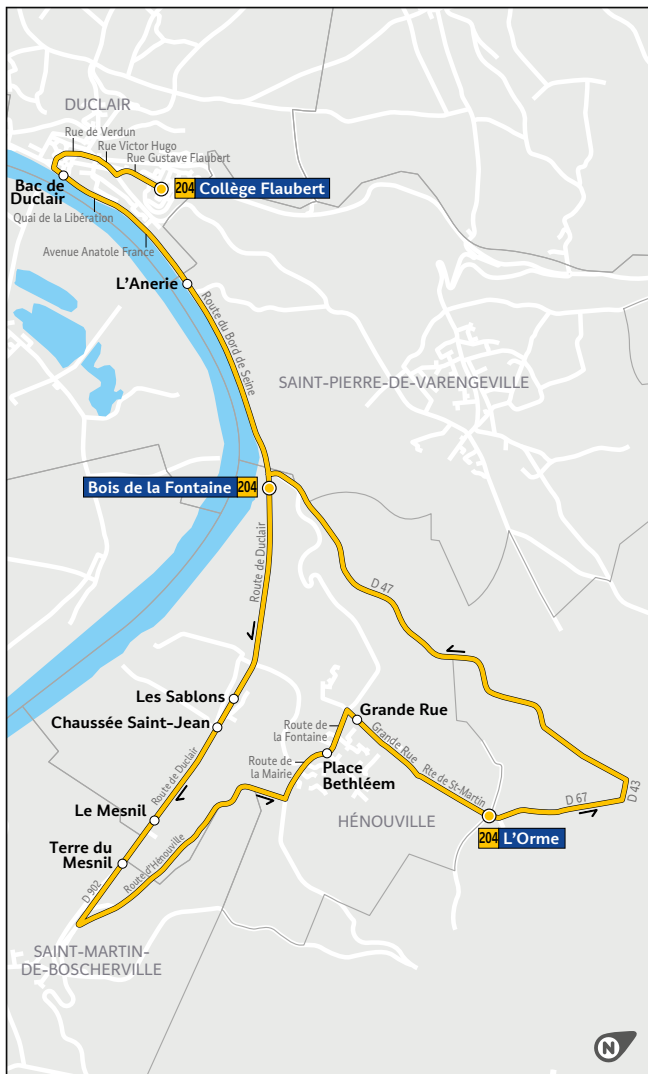 DUCLAIR
Rue de Verdun
Rue Victor Hugo
Rue Gustave Flaubert
204 Collège Flaubert
Bac de
Duclair
Quai de la Libération
Avenue Anatole France
L'Anerie
Route du Bord de Seine
SAINT-PIERRE-DE-VARENGEVILLE
Bois de la Fontaine 204
Route de Duclair
D 47
Les Sablons
Chaussée Saint-Jean
Grande Rue
Route de
la Fontaine
Grande Rue
Route de
la Mairie
Place
Bethléem
Rte de St-Martin
Route de Duclair
D 67
D 43
Le Mesnil
HÉNOUVILLE
204 L'Orme
Terre du
Mesnil
Route d'Hénouville
D 902
SAINT-MARTIN-
DE-BOSCHERVILLE
N